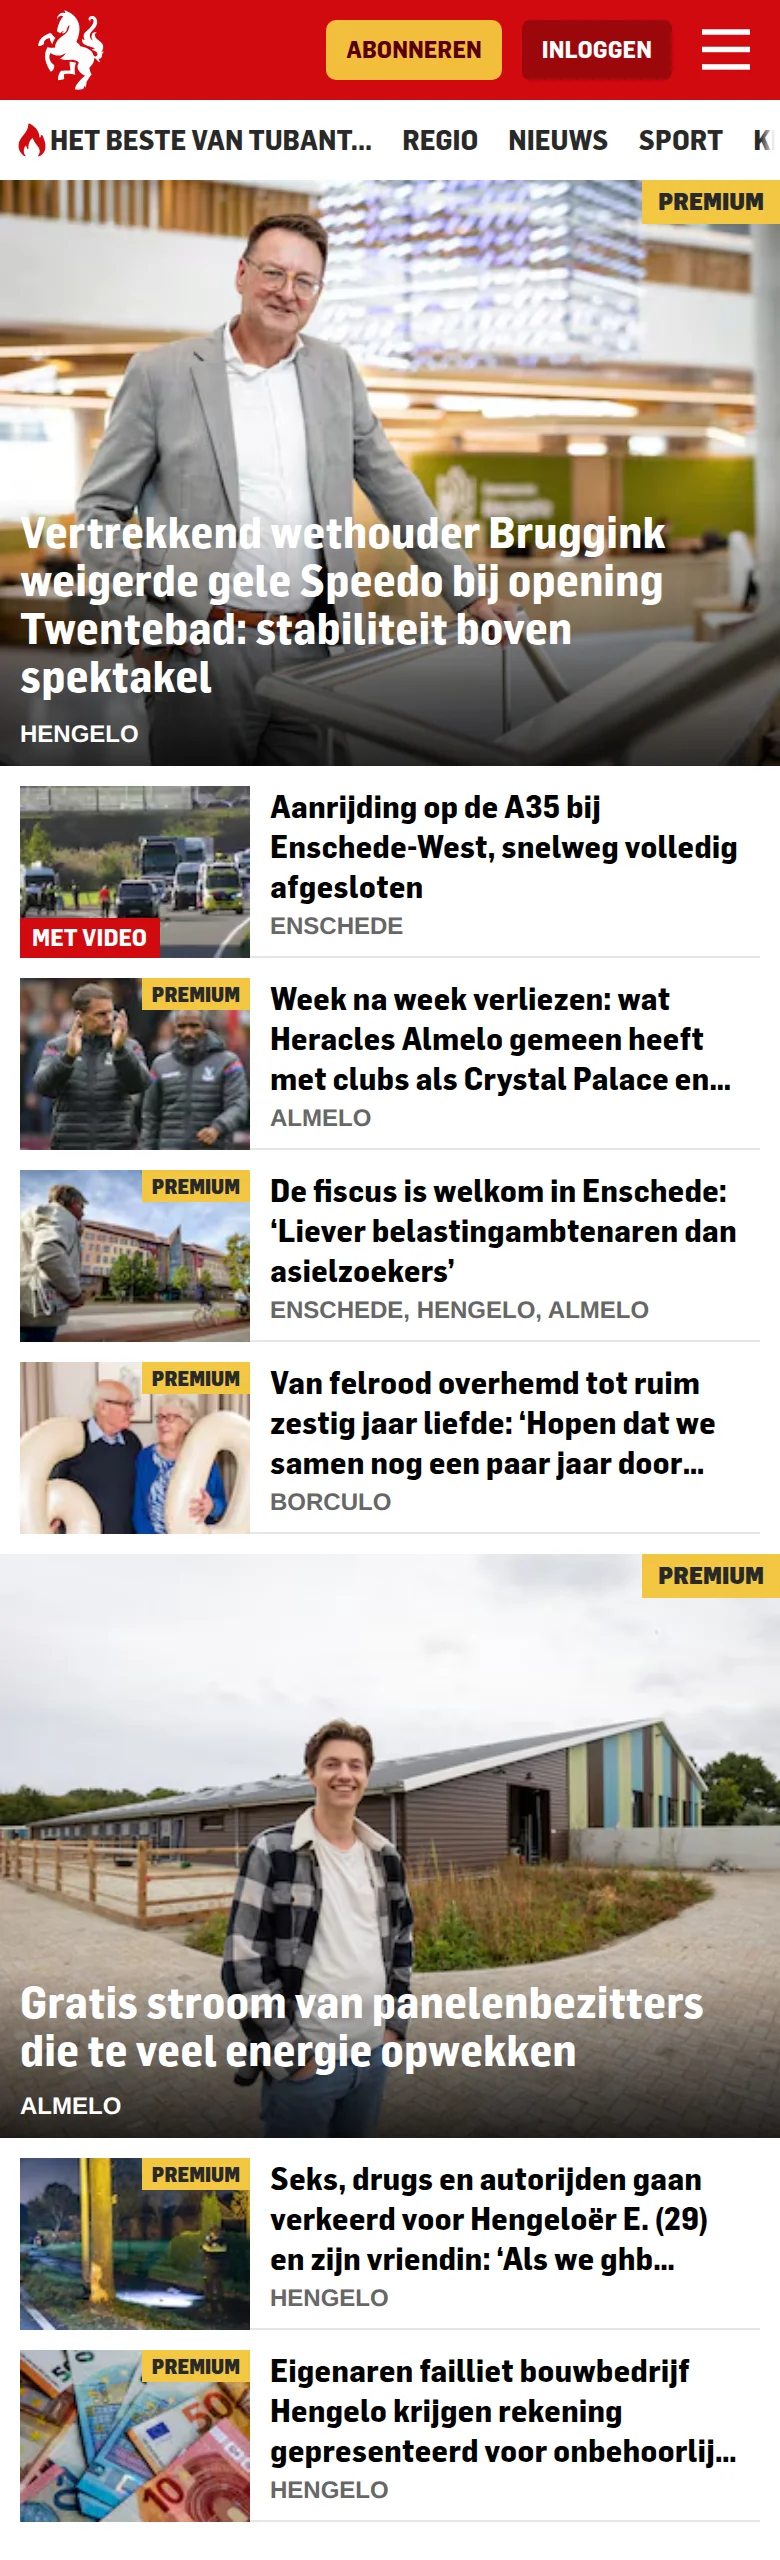 ABONNEREN
INLOGGEN
HET BESTE VAN TUBANT...
REGIO
NIEUWS
SPORT
PREMIUM
Vertrekkend wethouder Bruggink
weigerde gele Speedo bij opening
Twentebad: stabiliteit boven
spektakel
HENGELO
MET VIDEO
Aanrijding op de A35 bij
Enschede-West, snelweg volledig
afgesloten
ENSCHEDE
PREMIUM
Week na week verliezen: wat
Heracles Almelo gemeen heeft
met clubs als Crystal Palace en...
ALMELO
PREMIUM
De fiscus is welkom in Enschede:
‘Liever belastingambtenaren dan
asielzoekers’
ENSCHEDE, HENGELO, ALMELO
PREMIUM
Van felrood overhemd tot ruim
zestig jaar liefde: ‘Hopen dat we
samen nog een paar jaar door...
BORCULO
PREMIUM
Gratis stroom van panelenbezitters
die te veel energie opwekken
ALMELO
PREMIUM
Seks, drugs en autorijden gaan
verkeerd voor Hengeloër E. (29)
en zijn vriendin: ‘Als we ghb...
HENGELO
PREMIUM
50
10
Eigenaren failliet bouwbedrijf
Hengelo krijgen rekening
gepresenteerd voor onbehoorlij...
HENGELO